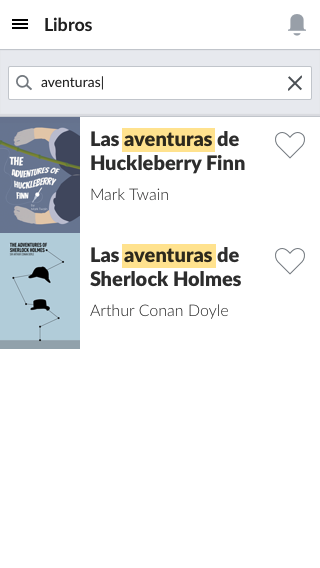 Libros
aventuras
Las aventuras de
Huckleberry Finn
Mark Twain
THE
ADVENTURES OF
HUCKLEBERRY
FINN
Las aventuras de
Sherlock Holmes
Arthur Conan Doyle
THE ADVENTURES OF
SHERLOCK HOLMES